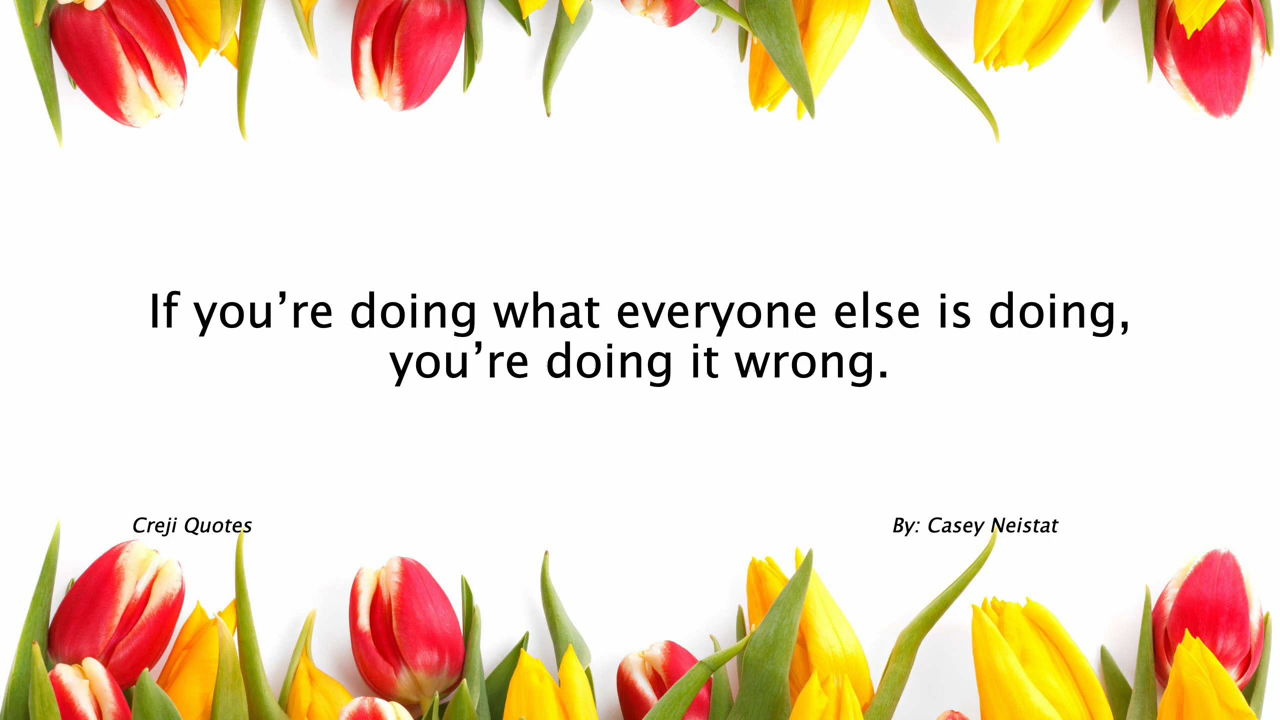 If you’re doing what everyone else is doing,
you’re doing it wrong.
Creji Quotes
By: Casey Neistat